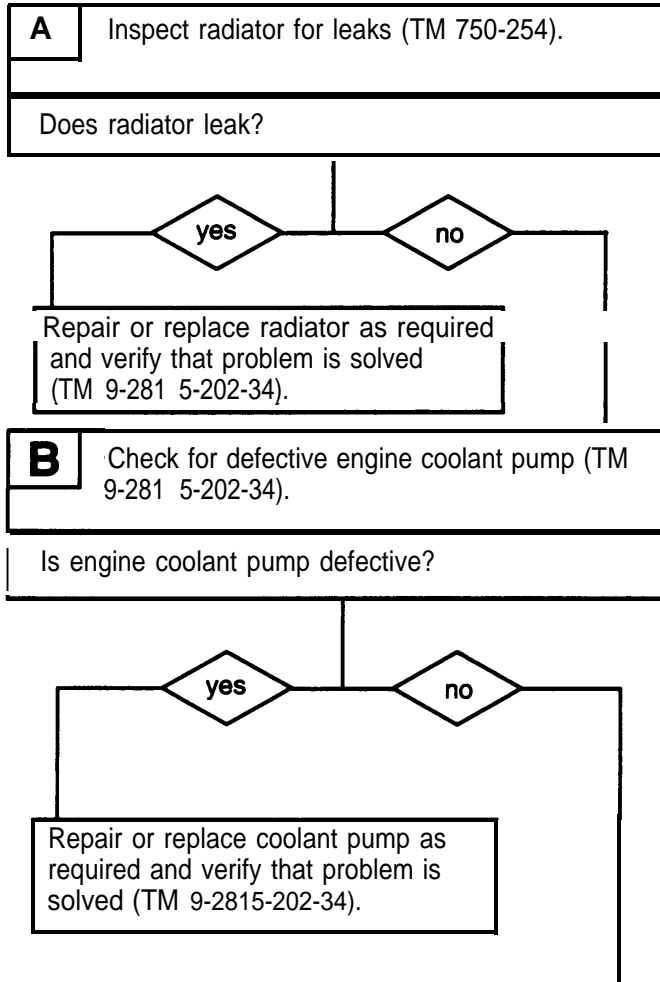 A Inspect radiator for leaks (TM 750-254).
Does radiator leak?
yes no
Repair or replace radiator as required
and verify that problem is solved
(TM 9-281 5-202-34).
B Check for defective engine coolant pump (TM
9-281 5-202-34).
Is engine coolant pump defective?
yes no
Repair or replace coolant pump as
required and verify that problem is
solved (TM 9-2815-202-34).